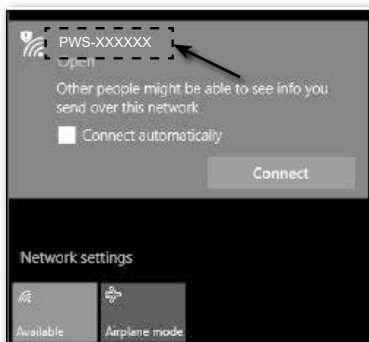 PWS-XXXXXX
Open
Other people might be able to see info you
send over this network
Connect automatically
Connect
Network settings
Available
Airplane mode